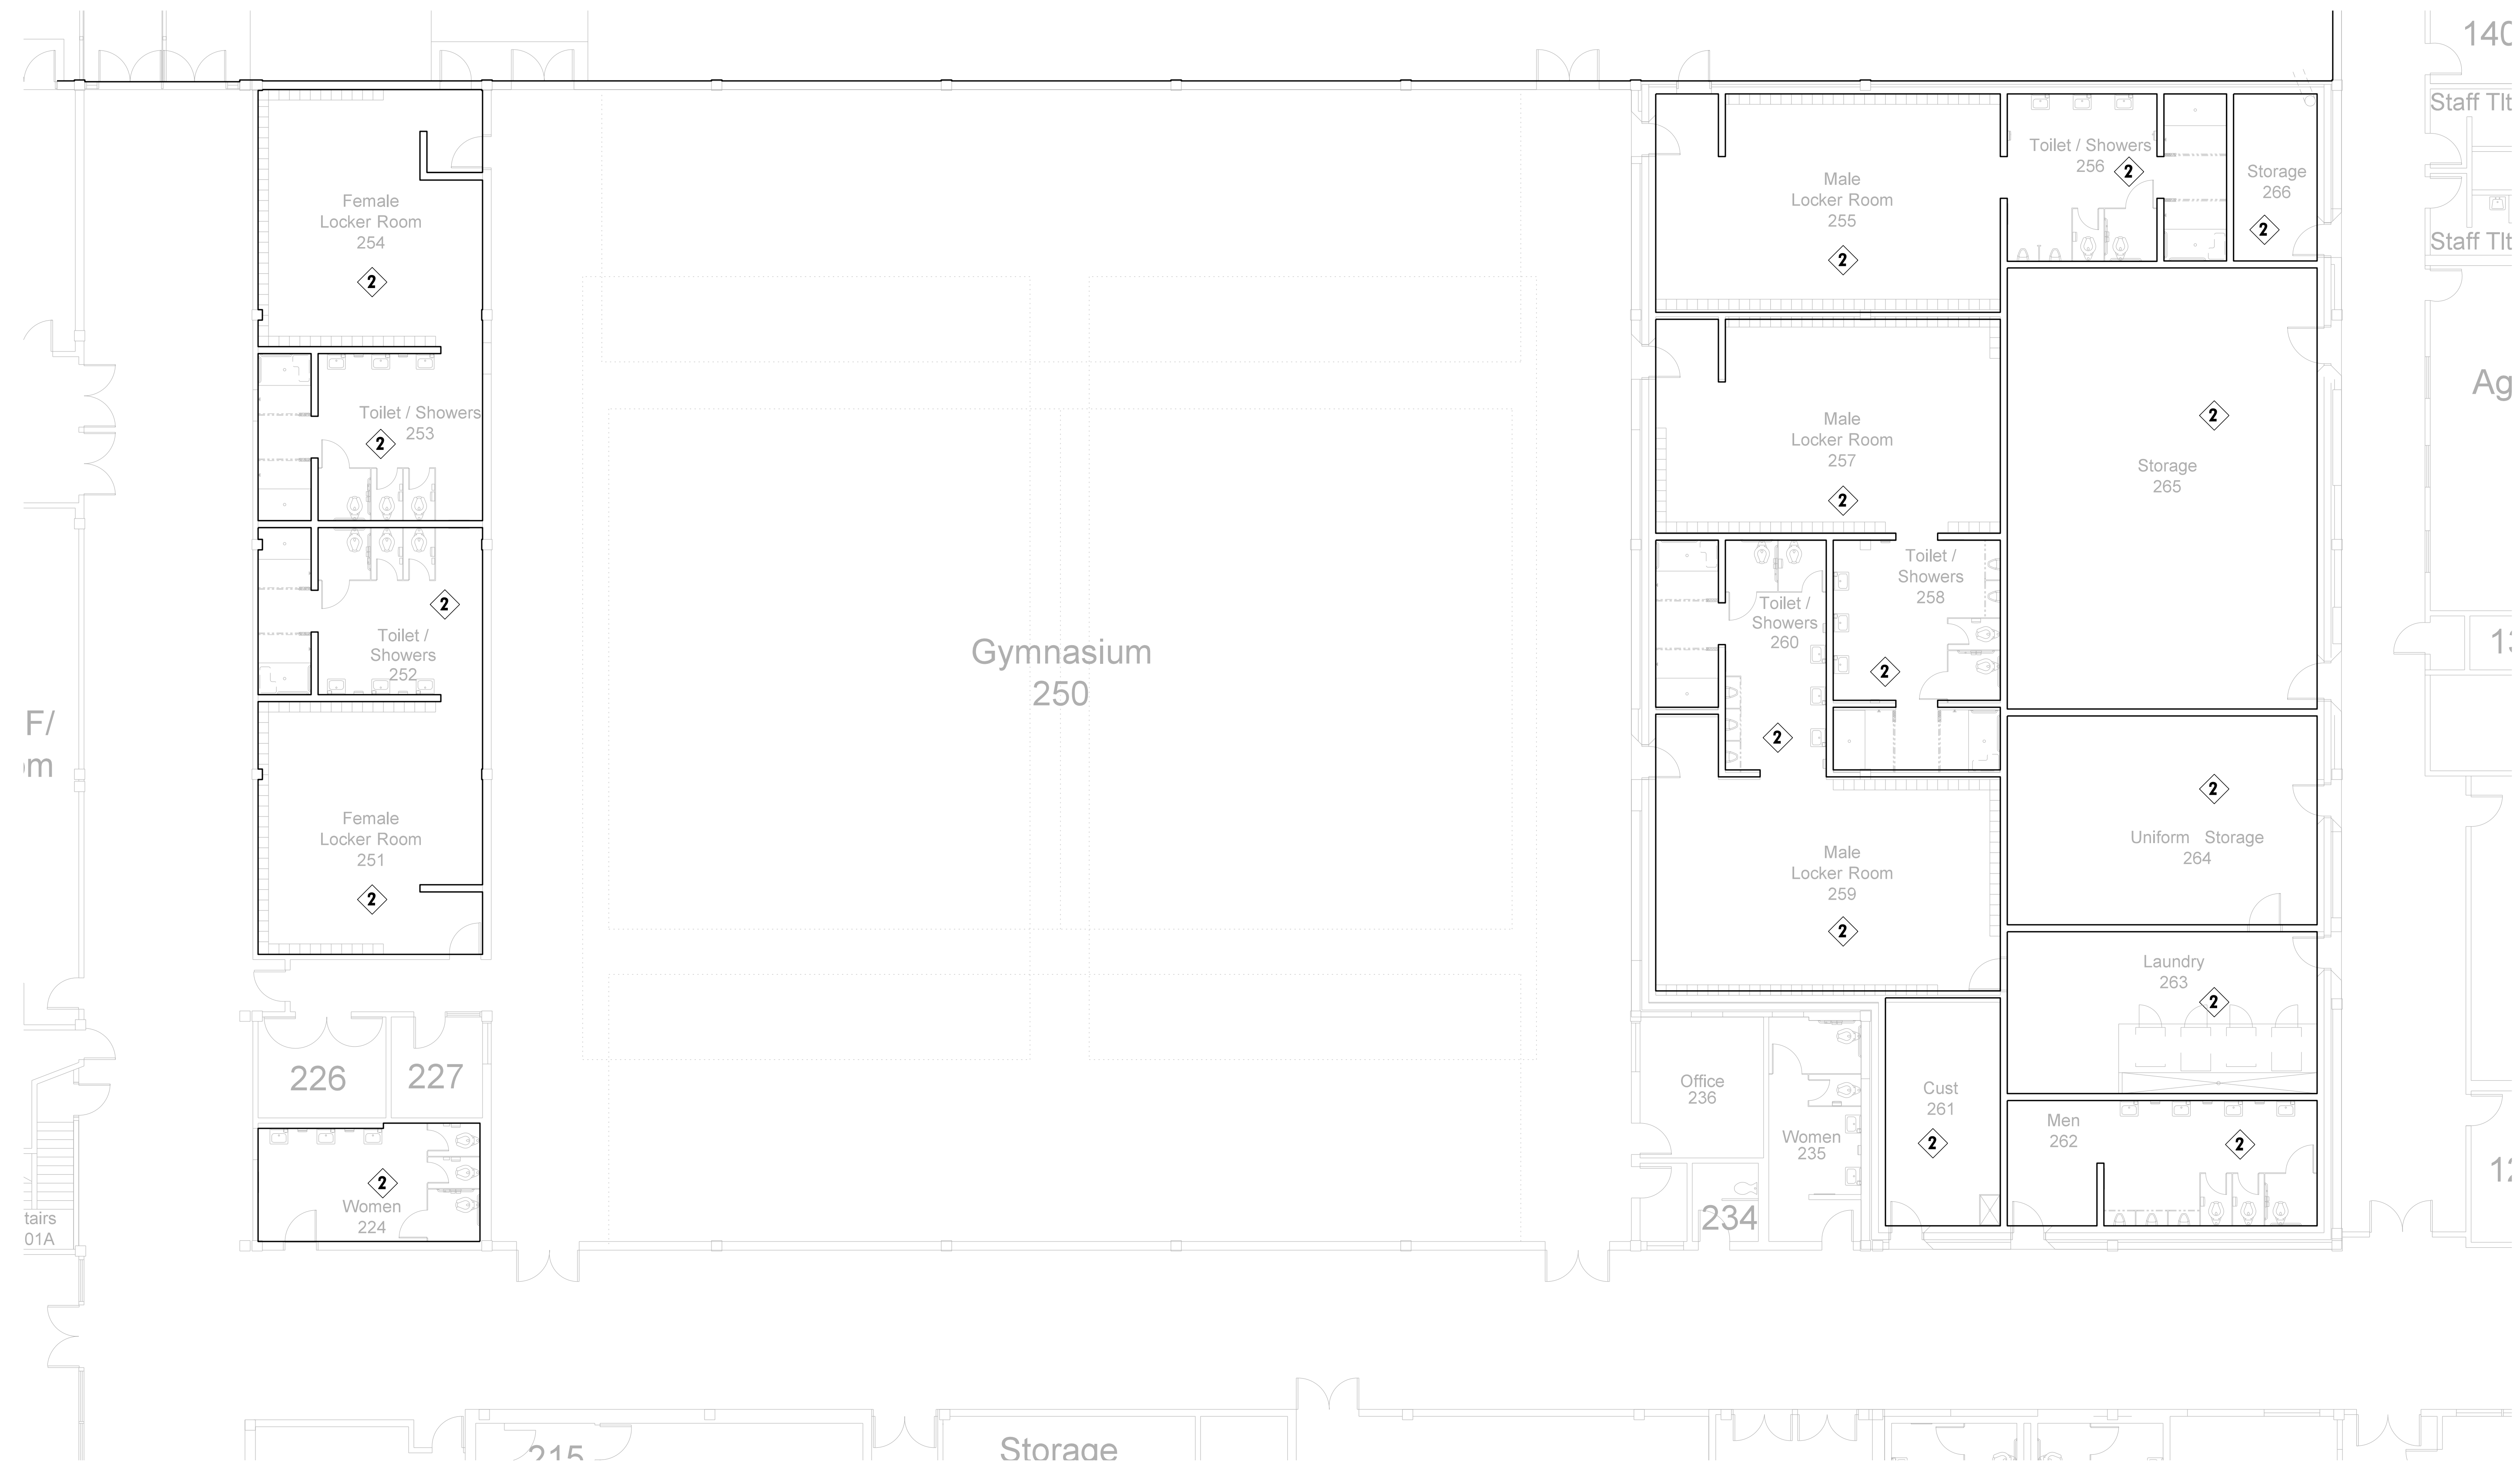 140
Staff Tlt
Staff Tlt
Female
Locker Room
254
2
Toilet / Showers
253
2
2
Toilet /
Showers
252
Female
Locker Room
251
2
F/
226
227
2
Women
224
tairs
01A
Gymnasium
250
Male
Locker Room
255
2
Toilet / Showers
256
2
Storage
266
2
Male
Locker Room
257
2
2
Storage
265
Toilet /
Showers
258
2
Toilet /
Showers
260
2
2
Uniform Storage
264
Male
Locker Room
259
2
Laundry
263
2
Office
236
Women
235
234
Cust
261
2
Men
262
2
Ag
215
Storage